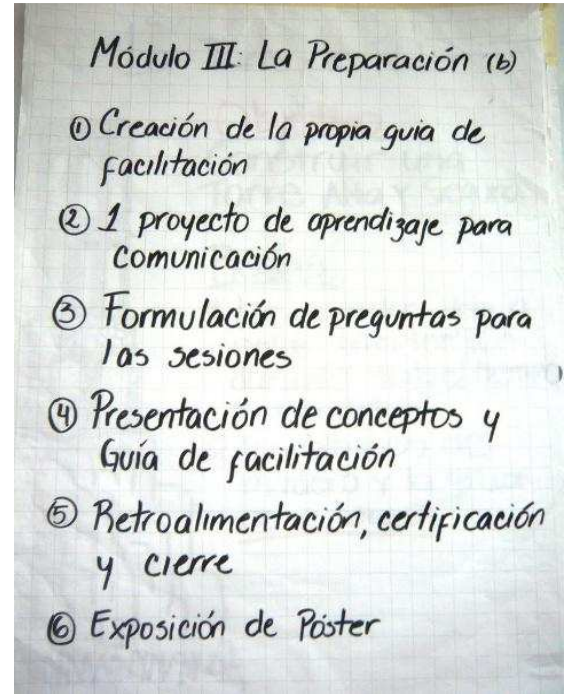 Módulo III: La Preparación (b)
① Creación de la propia guia de
facilitación
② 1 proyecto de aprendizaje para
comunicación
③ Formulación de preguntas para
las sesiones
④ Presentación de conceptos y
Guía de facilitación
⑤ Retroalimentación, certificación
y cierre
⑥ Exposición de Póster